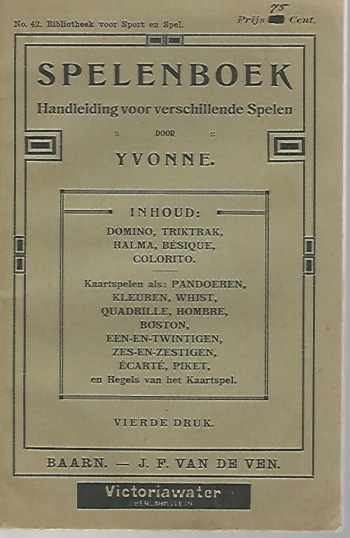 No. 42. Bibliotheek voor Sport en Spel.
75
Prijs Cent.
SPELENBOEK
Handleiding voor verschillende Spelen
:: DOOR ::
YVONNE.
INHOUD:
DOMINO, TRIKTRAK,
HALMA, BÉSIQUE,
COLORITO.
Kaartspelen als: PANDOEREN,
KLEUREN, WHIST,
QUADRILLE, HOMBRE,
BOSTON,
EEN-EN-TWINTIGEN,
ZES-EN-ZESTIGEN,
ÉCARTÉ, PIKET,
en Regels van het Kaartspel.
VIERDE DRUK.
BAARN. — J. F. VAN DE VEN.
Victoriawater
OBERLAHNSTEIN